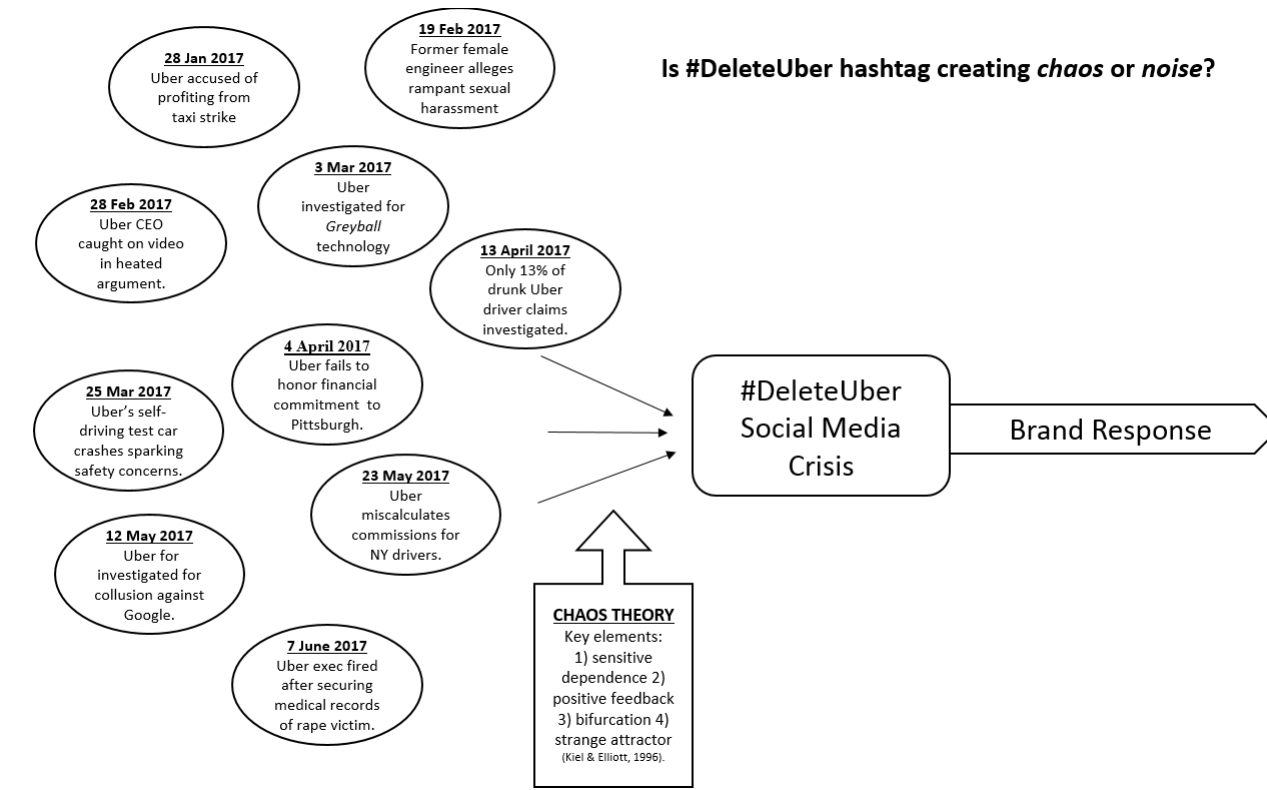 Is #DeleteUber hashtag creating chaos or noise?
28 Jan 2017
Uber accused of
profiting from
taxi strike
19 Feb 2017
Former female
engineer alleges
rampant sexual
harassment
28 Feb 2017
Uber CEO
caught on video
in heated
argument.
3 Mar 2017
Uber
investigated for
Greyball
technology
13 April 2017
Only 13% of
drunk Uber
driver claims
investigated.
25 Mar 2017
Uber’s self-
driving test car
crashes sparking
safety concerns.
4 April 2017
Uber fails to
honor financial
commitment to
Pittsburgh.
23 May 2017
Uber
miscalculates
commissions for
NY drivers.
12 May 2017
Uber for
investigated for
collusion against
Google.
7 June 2017
Uber exec fired
after securing
medical records
of rape victim.
#DeleteUber
Social Media
Crisis
Brand Response
CHAOS THEORY
Key elements:
1) sensitive
dependence 2)
positive feedback
3) bifurcation 4)
strange attractor
(Kiel & Elliott, 1996).